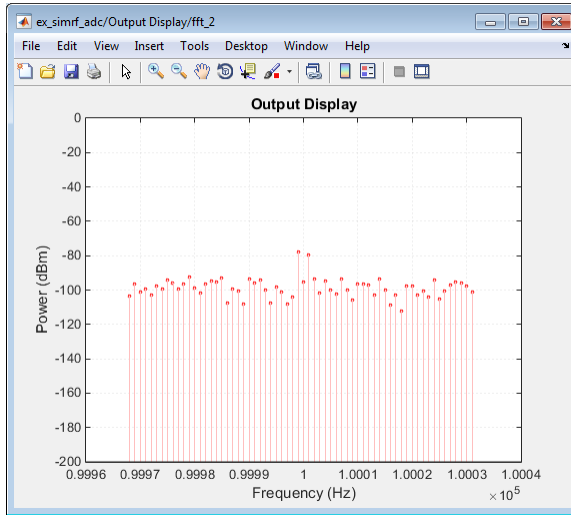 ex_simrf_adc/Output Display/fft_2
File Edit View Insert Tools Desktop Window Help
Output Display
0
-20
-40
-60
-80
-100
-120
-140
-160
-180
-200
Power (dBm)
0.9996 0.9997 0.9998 0.9999 1 1.0001 1.0002 1.0003 1.0004
Frequency (Hz)
× 10^5